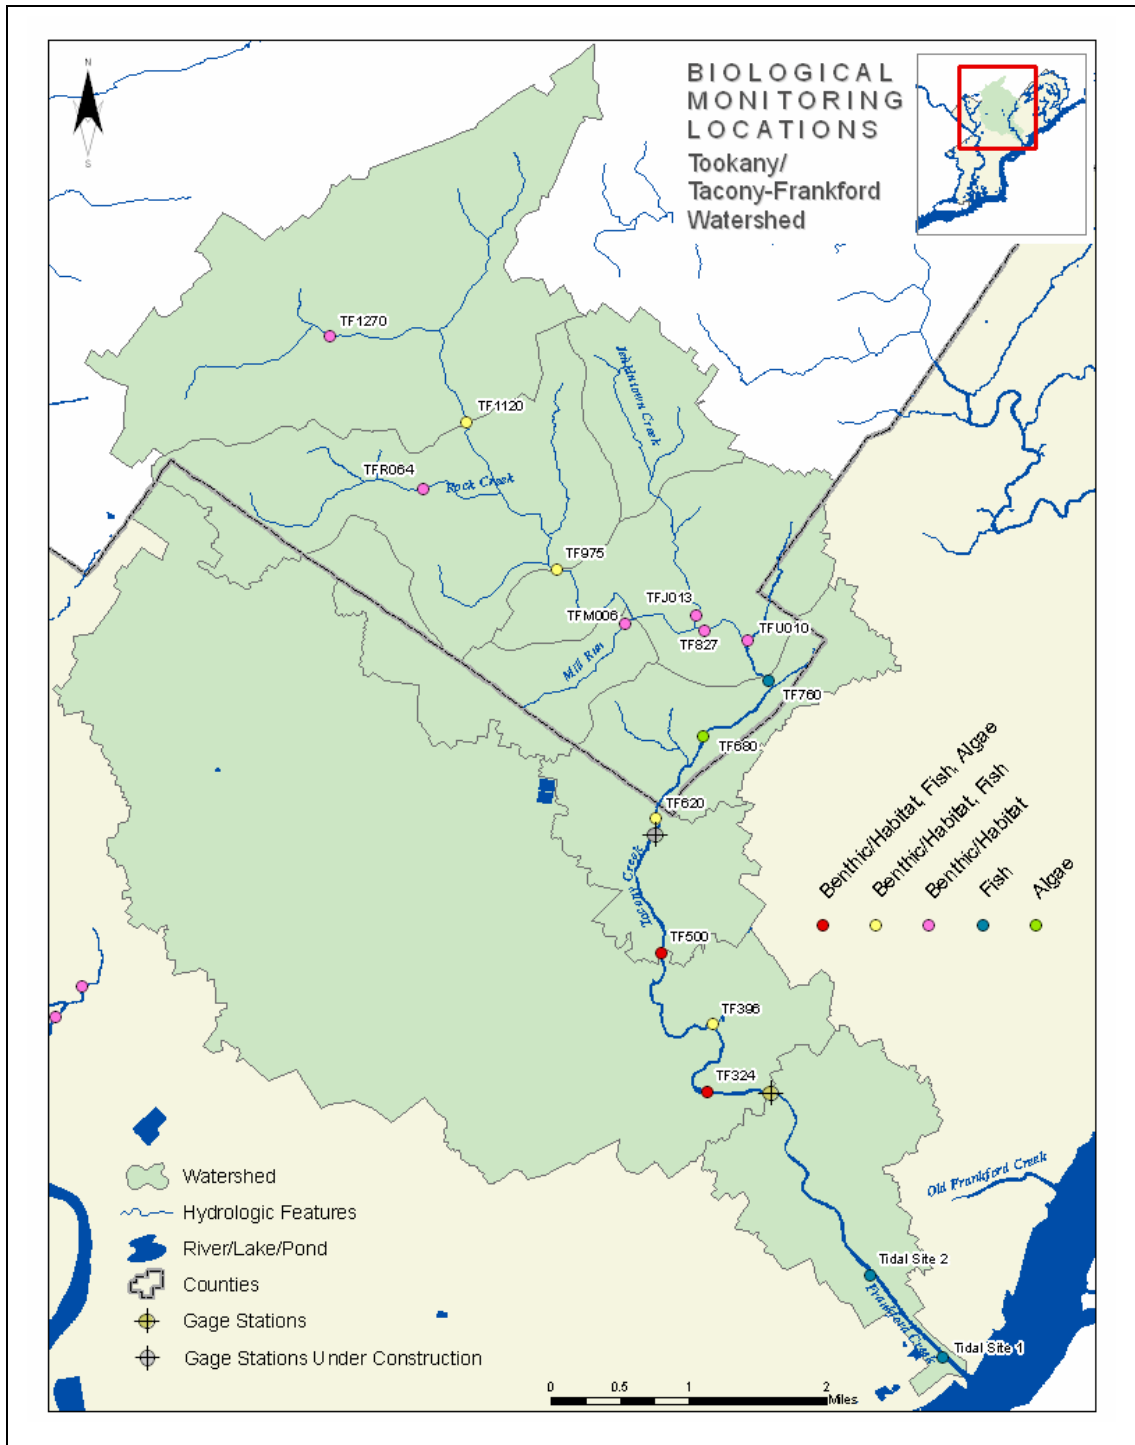 N
S
BIOLOGICAL
MONITORING
LOCATIONS
Tookany/
Tacony-Frankford
Watershed
TF1270
Jenkintown Creek
TF1120
TFR064
Rock Creek
TF975
TFJ013
TFM006
TFU010
TF827
Mill Run
TF760
TF680
TF620
Tacony Creek
Benthic/Habitat, Fish, Algae
Benthic/Habitat, Fish
Benthic/Habitat
Fish
Algae
TF500
TF396
TF324
Old Frankford Creek
Watershed
Hydrologic Features
River/Lake/Pond
Counties
Gage Stations
Gage Stations Under Construction
Tidal Site 2
Frankford Creek
Tidal Site 1
0 0.5 1 2
Miles